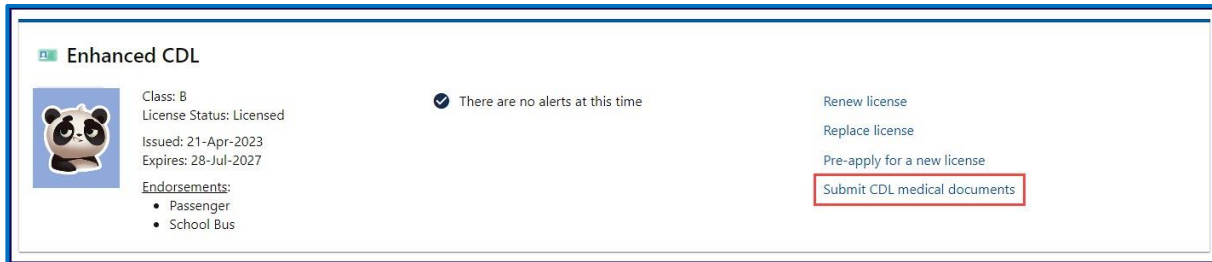 Enhanced CDL
Class: B
License Status: Licensed
Issued: 21-Apr-2023
Expires: 28-Jul-2027
Endorsements:
• Passenger
• School Bus
There are no alerts at this time
Renew license
Replace license
Pre-apply for a new license
Submit CDL medical documents